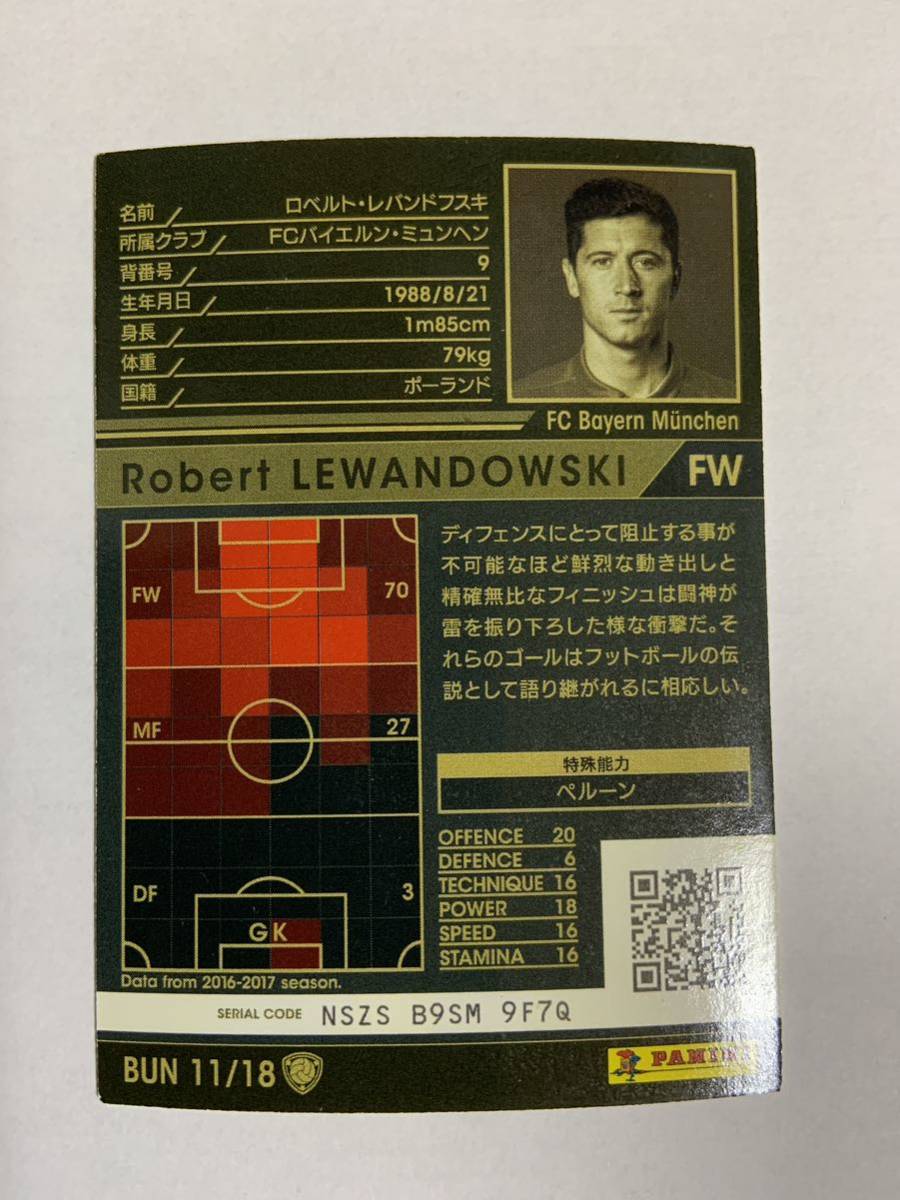 名前 ロベルト・レバンドフスキ
所属クラブ FCバイエルン・ミュンヘン
背番号 9
生年月日 1988/8/21
身長 1m85cm
体重 79kg
国籍 ポーランド
FC Bayern München
Robert LEWANDOWSKI FW
FW 70
MF 27
DF 3
GK
Data from 2016-2017 season.
ディフェンスにとって阻止する事が
不可能なほど鮮烈な動き出しと
精確無比なフィニッシュは闘神が
雷を振り下ろした様な衝撃だ。そ
れらのゴールはフットボールの伝
説として語り継がれるに相応しい。
特殊能力
ペルーン
OFFENCE 20
DEFENCE 6
TECHNIQUE 16
POWER 18
SPEED 16
STAMINA 16
SERIAL CODE NSZS B9SM 9F7Q
BUN 11/18
PANINI